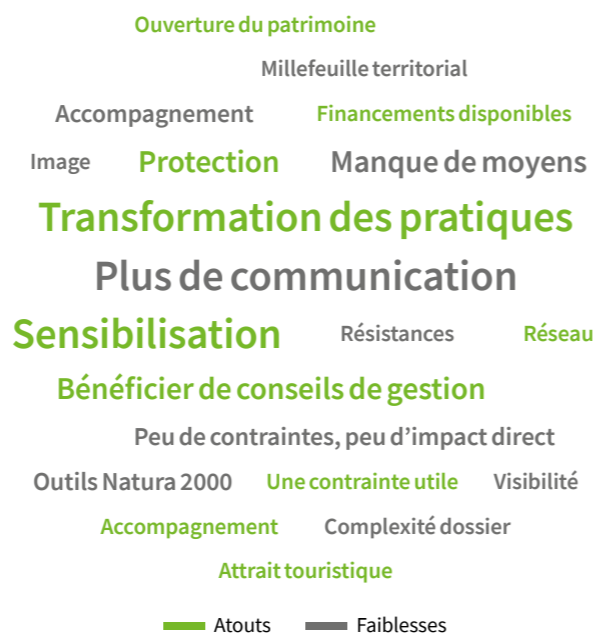 Ouverture du patrimoine
Millefeuille territorial
Accompagnement Financements disponibles
Image Protection Manque de moyens
Transformation des pratiques
Plus de communication
Sensibilisation Résistances Réseau
Bénéficier de conseils de gestion
Peu de contraintes, peu d’impact direct
Outils Natura 2000 Une contrainte utile Visibilité
Accompagnement Complexité dossier
Attrait touristique
Atouts Faiblesses